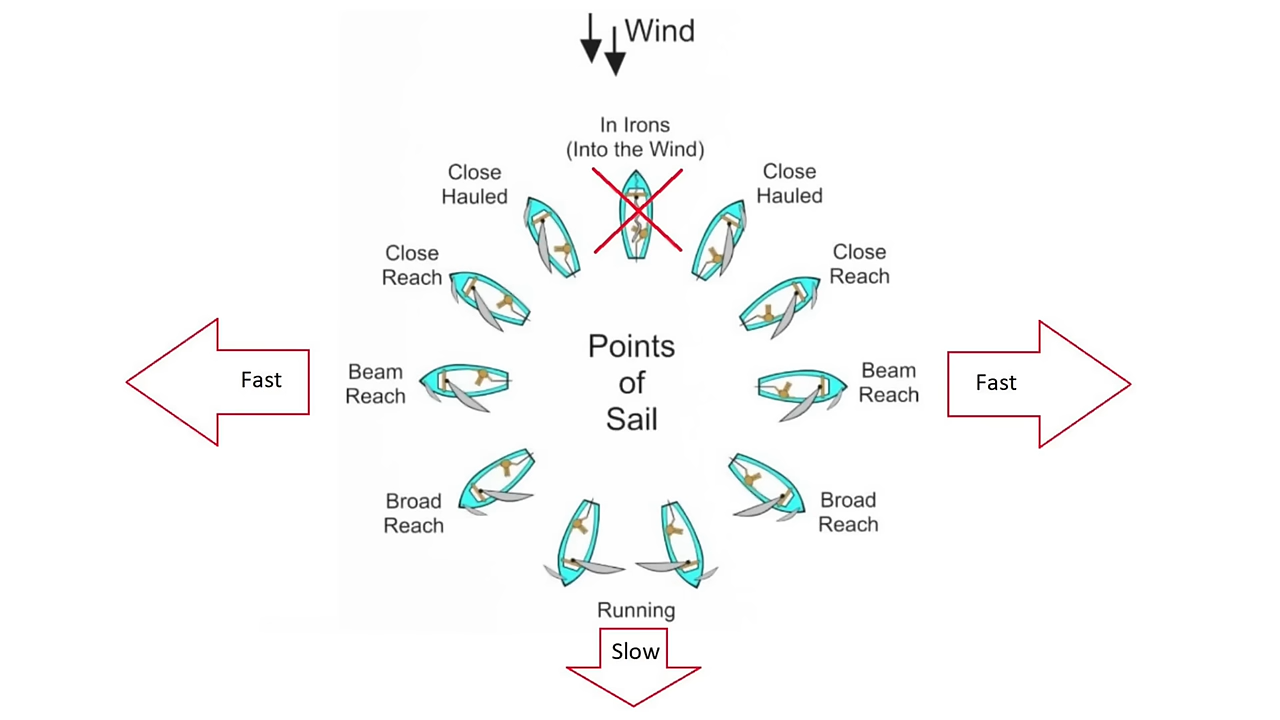 Wind
In Irons
(Into the Wind)
Close
Hauled
Close
Hauled
Close
Reach
Close
Reach
Points
of
Sail
Fast
Beam
Reach
Beam
Reach
Fast
Broad
Reach
Broad
Reach
Running
Slow